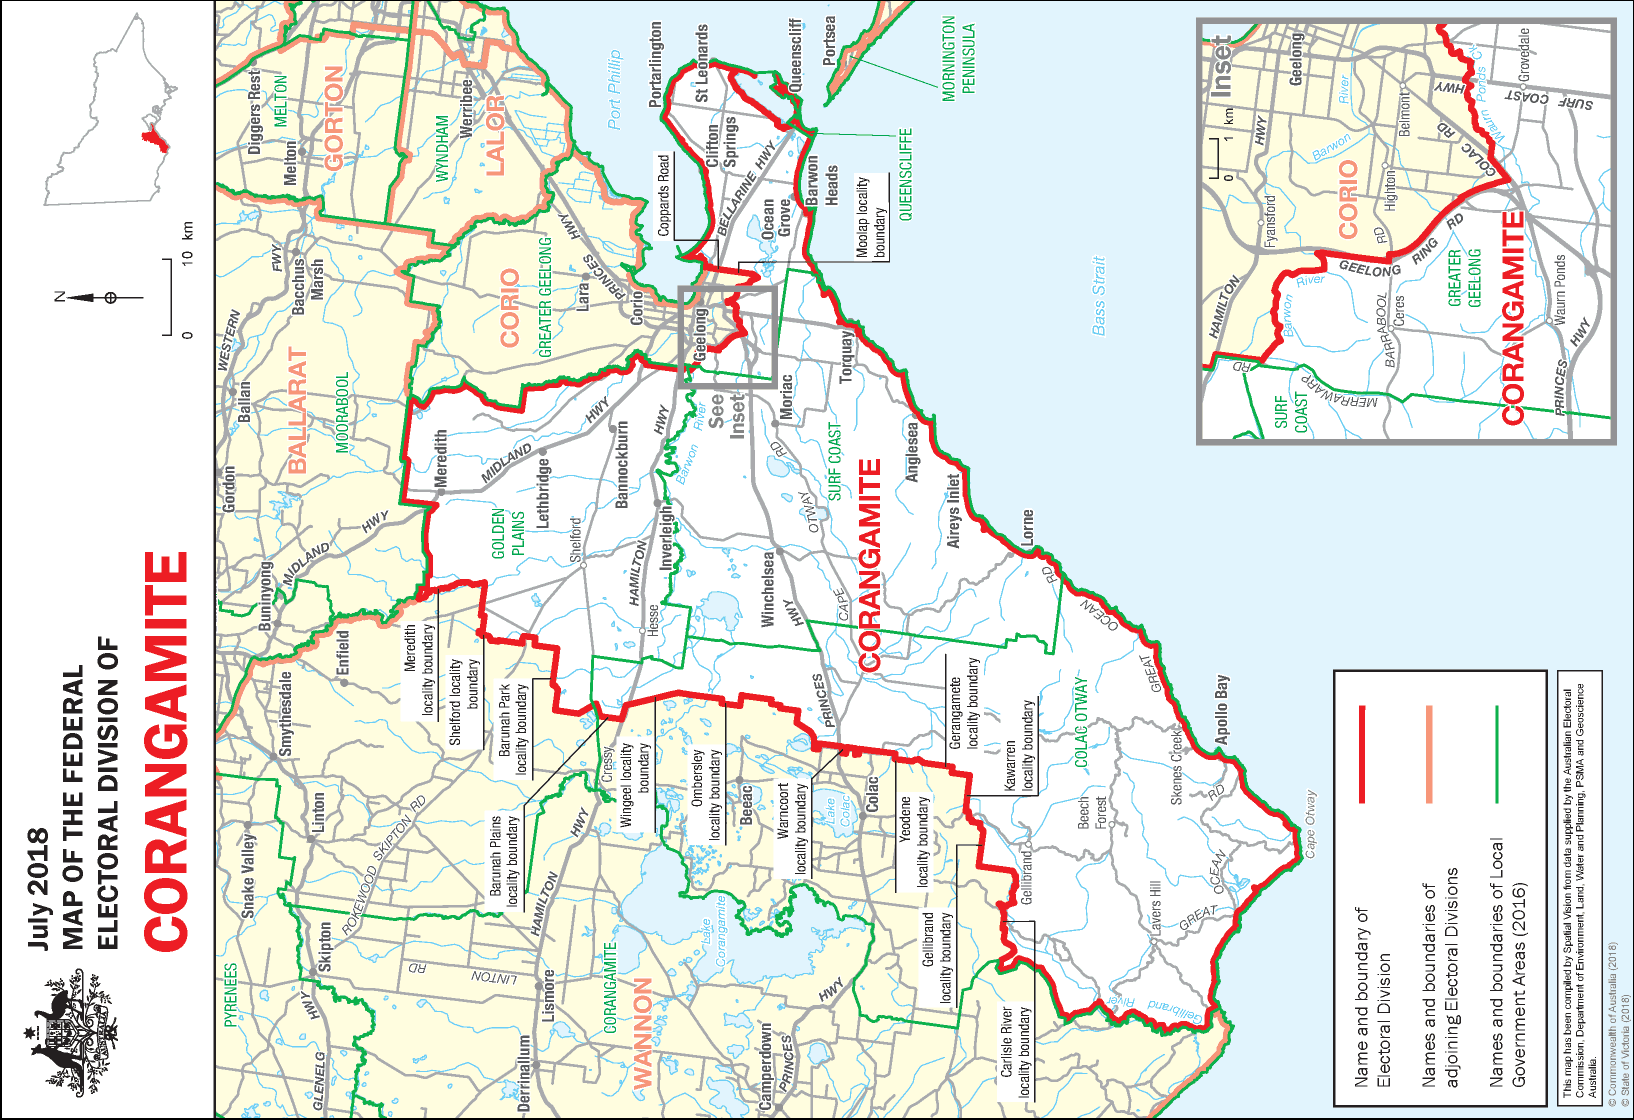 July 2018
MAP OF THE FEDERAL
ELECTORAL DIVISION OF
CORANGAMITE
N
0 10 km
PYRENEES
Snake Valley
Skipton
HWY
GLENELG
Linton
Smythesdale
Enfield
Buninyong
MIDLAND
HWY
Gordon
Ballan
WESTERN
FWY
BALLARAT
MOORABOOL
Bacchus
Marsh
Melton
Diggers Rest
MELTON
GORTON
WYNDHAM
Werribee
LALOR
ROKEWOOD SKIPTON RD
LINTON
RD
Lismore
Derrinallum
HAMILTON
HWY
CORANGAMITE
WANNON
Lake
Corangamite
Camperdown
PRINCES
HWY
Meredith
locality boundary
Shelford locality
boundary
Barunah Park
locality boundary
Barunah Plains
locality boundary
Cressy
Wingeel locality
boundary
Ombersley
locality boundary
Beeac
Warncoort
locality boundary
Lake
Colac
Colac
Yeodene
locality boundary
Gellibrand
locality boundary
Carlisle River
locality boundary
Gerangamete
locality boundary
Kawarren
locality boundary
Meredith
MIDLAND
HWY
Lethbridge
GOLDEN
PLAINS
Shelford
Bannockburn
HAMILTON
HWY
Inverleigh
Hesse
Barwon
River
See
Inset
Winchelsea
HWY
PRINCES
CAPE
OTWAY
RD
Moriac
SURF COAST
CORANGAMITE
Torquay
Anglesea
Aireys Inlet
Lorne
RD
OCEAN
GREAT
COLAC OTWAY
Apollo Bay
Skenes Creek
Beech
Forest
Gellibrand
Lavers Hill
GREAT
OCEAN
RD
Cape Otway
Gellibrand
River
CORIO
GREATER GEELONG
Lara
PRINCES
HWY
Corio
Geelong
Port Phillip
Coppards Road
Portarlington
St Leonards
Clifton
Springs
BELLARINE HWY
Ocean
Grove
Barwon
Heads
Queenscliff
Portsea
MORNINGTON
PENINSULA
QUEENSCLIFFE
Moolap locality
boundary
Bass Strait
Inset
0 1 km
Geelong
HWY
HAMILTON
Fyansford
River
Barwon
Belmont
Highton
CORIO
RD
COLAC
RD
HWY
Waurn Ponds Ck
Grovedale
SURF COAST
GEELONG
RING
RD
Barwon
River
GREATER
GEELONG
BARRABOOL
RD
Ceres
Waurn Ponds
PRINCES
HWY
CORANGAMITE
MERRAWARP
RD
SURF
COAST
Name and boundary of
Electoral Division
Names and boundaries of
adjoining Electoral Divisions
Names and boundaries of Local
Government Areas (2016)
This map has been compiled by Spatial Vision from data supplied by the Australian Electoral
Commission, Department of Environment, Land, Water and Planning, PSMA and Geoscience
Australia.
© Commonwealth of Australia (2018)
© State of Victoria (2018)